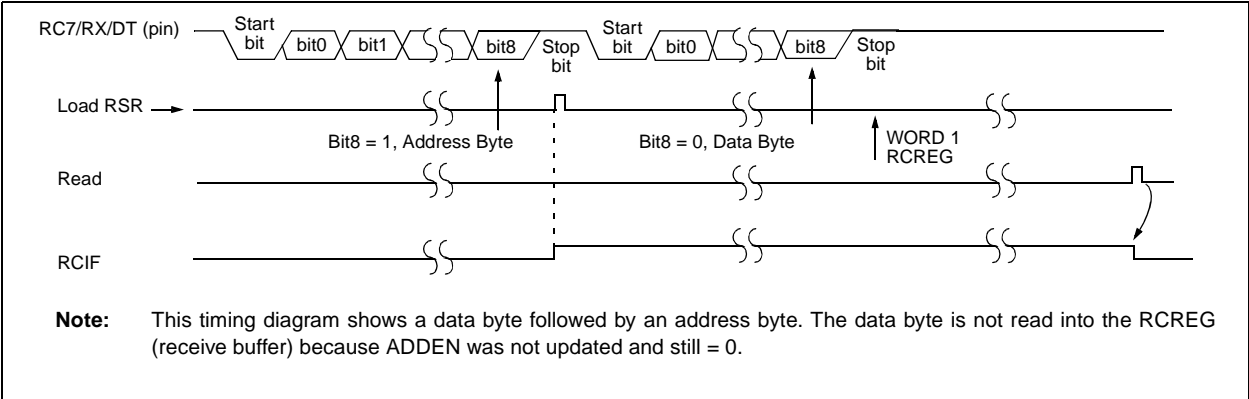 RC7/RX/DT (pin)
Start
bit
bit0
bit1
bit8
Stop
bit
Start
bit
bit0
bit8
Stop
bit
Load RSR
Bit8 = 1, Address Byte
Bit8 = 0, Data Byte
WORD 1
RCREG
Read
RCIF
Note: This timing diagram shows a data byte followed by an address byte. The data byte is not read into the RCREG
(receive buffer) because ADDEN was not updated and still = 0.